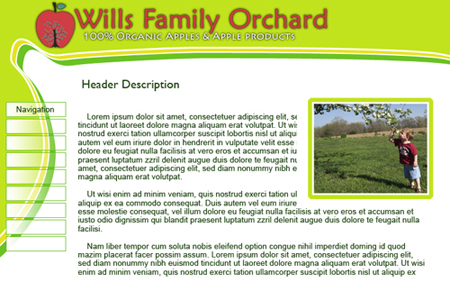 Wills Family Orchard
100% Organic Apples & Apple products
Header Description
Navigation
Lorem ipsum dolor sit amet, consectetuer adipiscing elit, se
tincidunt ut laoreet dolore magna aliquam erat volutpat. Ut wis
nostrud exerci tation ullamcorper suscipit lobortis nisl ut aliqu
autem vel eum iriure dolor in hendrerit in vulputate velit esse
dolore eu feugiat nulla facilisis at vero eros et accumsan et i
praesent luptatum zzril delenit augue duis dolore te feugait nu
amet, consectetuer adipiscing elit, sed diam nonummy nibh e
magna aliquam erat volutpat.
Ut wisi enim ad minim veniam, quis nostrud exerci tation ul
aliquip ex ea commodo consequat. Duis autem vel eum iriure
esse molestie consequat, vel illum dolore eu feugiat nulla facilisis at vero eros et accumsan et
iusto odio dignissim qui blandit praesent luptatum zzril delenit augue duis dolore te feugait nulla
facilisi.
Nam liber tempor cum soluta nobis eleifend option congue nihil imperdiet doming id quod
mazim placerat facer possim assum. Lorem ipsum dolor sit amet, consectetuer adipiscing elit,
sed diam nonummy nibh euismod tincidunt ut laoreet dolore magna aliquam erat volutpat. Ut
wisi enim ad minim veniam, quis nostrud exerci tation ullamcorper suscipit lobortis nisl ut aliquip ex